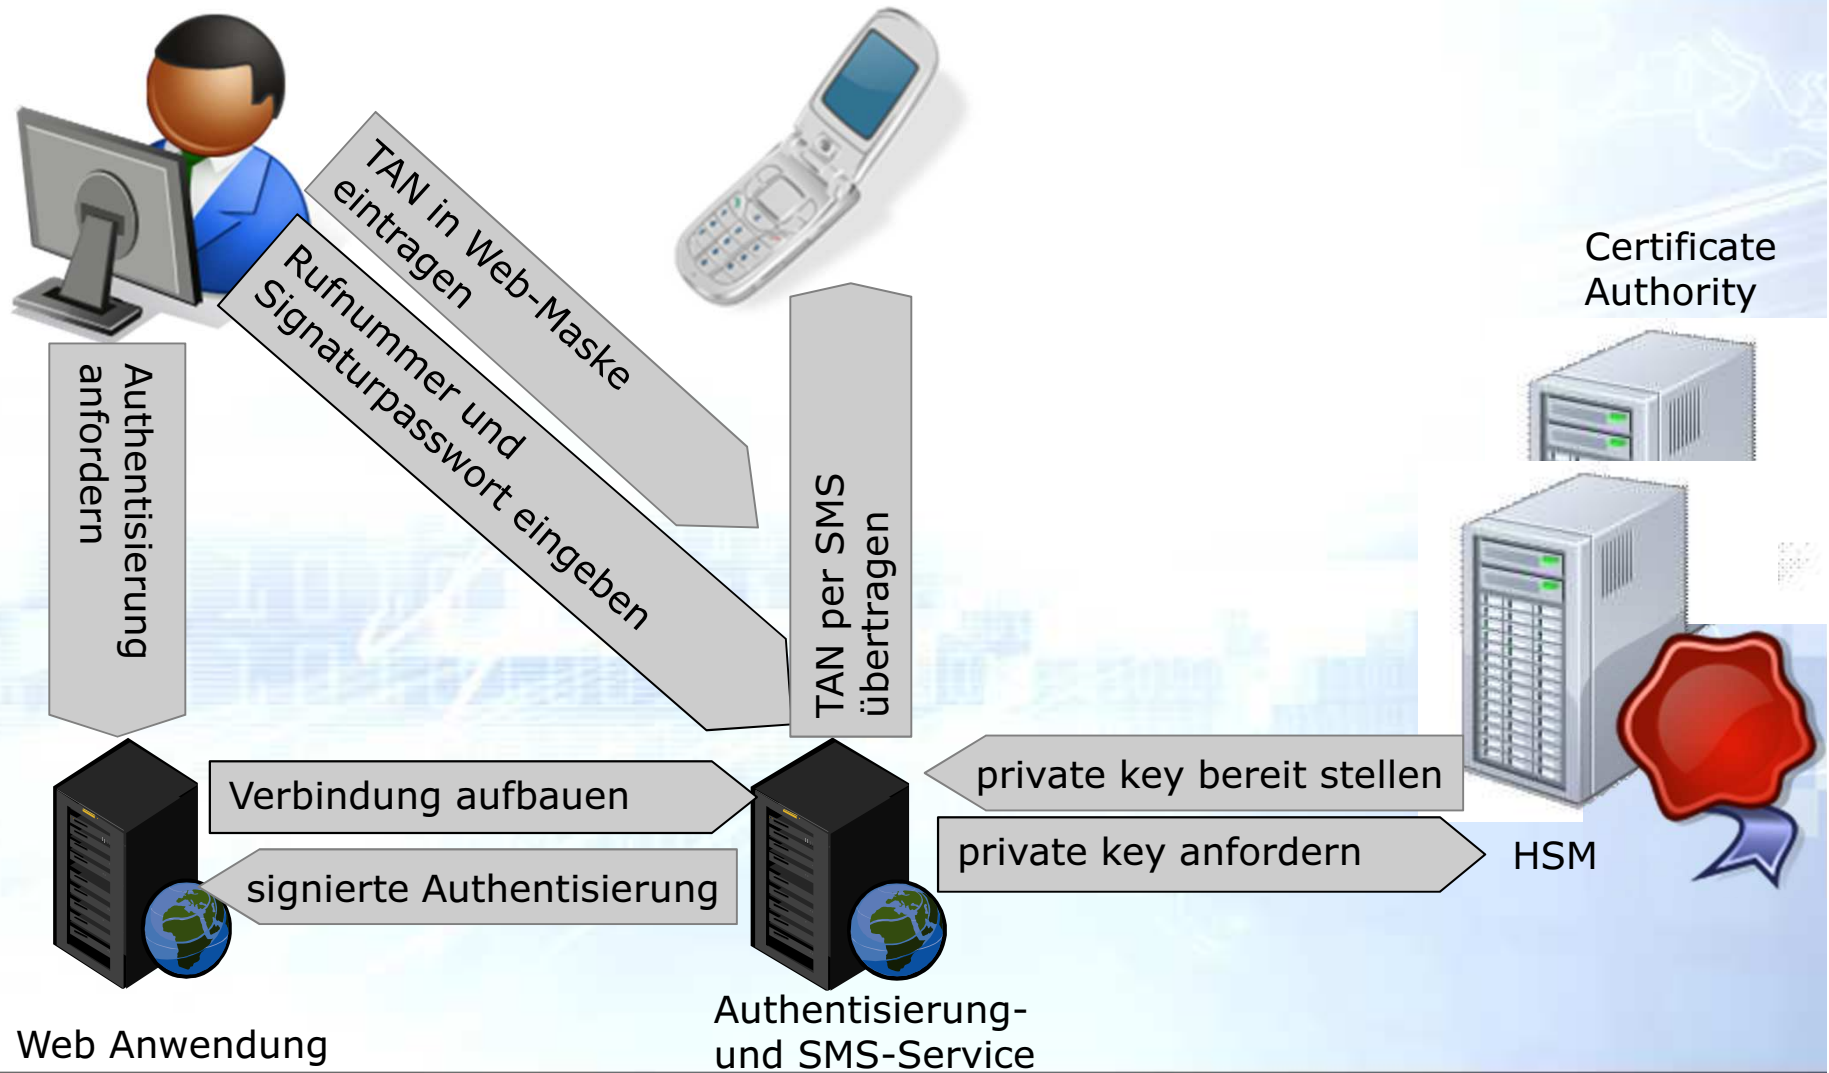 TAN in Web-Maske
eintragen
Rufnummer und
Signaturpasswort eingeben
Certificate
Authority
Authentisierung
anfordern
TAN per SMS
übertragen
private key bereit stellen
Verbindung aufbauen
private key anfordern
HSM
signierte Authentisierung
Authentisierung-
und SMS-Service
Web Anwendung